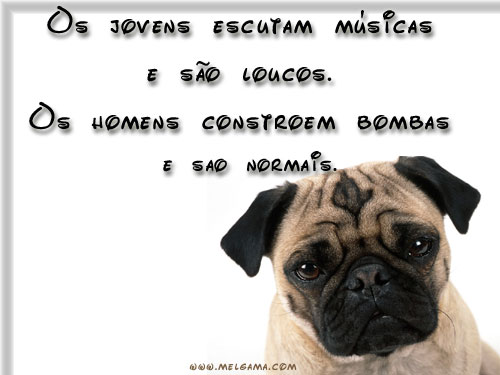 Os jovens escutam músicas
e são loucos.
Os homens constroem bombas
e sao normais.
www.melgama.com